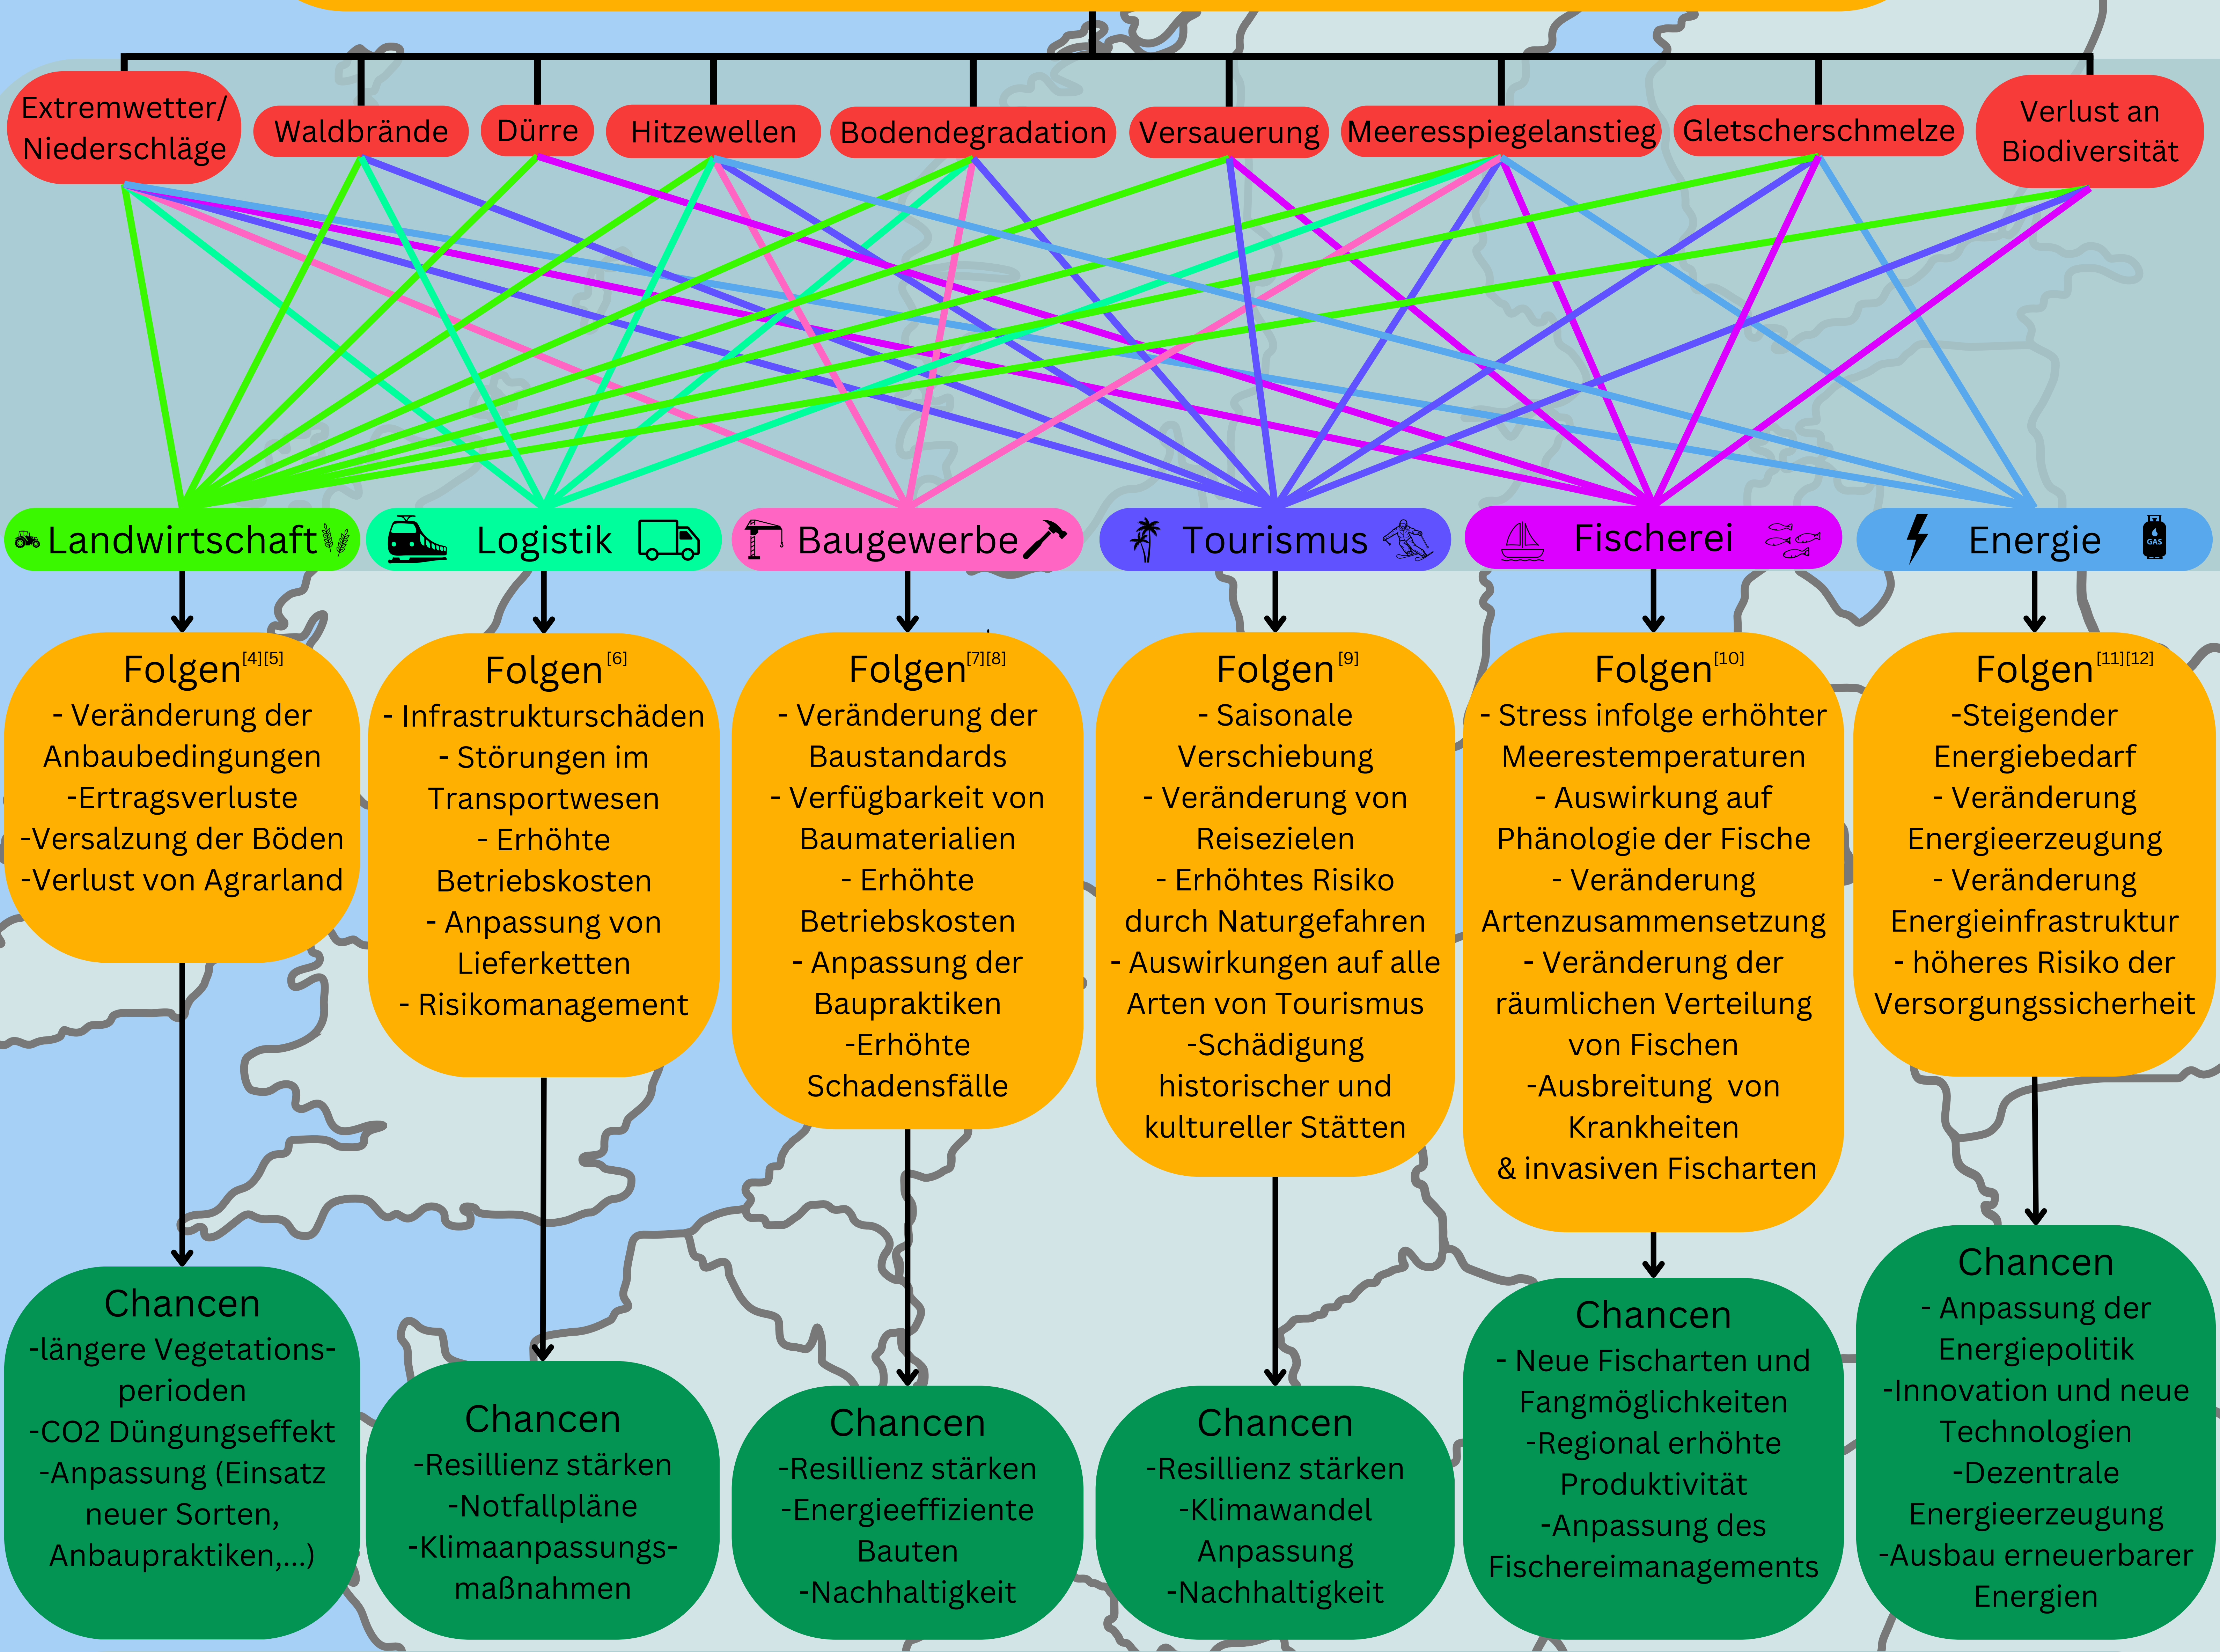 Extremwetter/
Niederschläge
Waldbrände
Dürre
Hitzewellen
Bodendegradation
Versauerung
Meeresspiegelanstieg
Gletscherschmelze
Verlust an
Biodiversität
Landwirtschaft
Logistik
Baugewerbe
Tourismus
Fischerei
Energie
GAS
Folgen[4][5]
- Veränderung der
Anbaubedingungen
-Ertragsverluste
-Versalzung der Böden
-Verlust von Agrarland
Folgen[6]
- Infrastrukturschäden
- Störungen im
Transportwesen
- Erhöhte
Betriebskosten
- Anpassung von
Lieferketten
- Risikomanagement
Folgen[7][8]
- Veränderung der
Baustandards
- Verfügbarkeit von
Baumaterialien
- Erhöhte
Betriebskosten
- Anpassung der
Baupraktiken
-Erhöhte
Schadensfälle
Folgen[9]
- Saisonale
Verschiebung
- Veränderung von
Reisezielen
- Erhöhtes Risiko
durch Naturgefahren
- Auswirkungen auf alle
Arten von Tourismus
-Schädigung
historischer und
kultureller Stätten
Folgen[10]
- Stress infolge erhöhter
Meerestemperaturen
- Auswirkung auf
Phänologie der Fische
- Veränderung
Artenzusammensetzung
- Veränderung der
räumlichen Verteilung
von Fischen
-Ausbreitung von
Krankheiten
& invasiven Fischarten
Folgen[11][12]
-Steigender
Energiebedarf
- Veränderung
Energieerzeugung
- Veränderung
Energieinfrastruktur
- höheres Risiko der
Versorgungssicherheit
Chancen
-längere Vegetations-
perioden
-CO2 Düngungseffekt
-Anpassung (Einsatz
neuer Sorten,
Anbaupraktiken,...)
Chancen
-Resillienz stärken
-Notfallpläne
-Klimaanpassungs-
maßnahmen
Chancen
-Resillienz stärken
-Energieeffiziente
Bauten
-Nachhaltigkeit
Chancen
-Resillienz stärken
-Klimawandel
Anpassung
-Nachhaltigkeit
Chancen
- Neue Fischarten und
Fangmöglichkeiten
-Regional erhöhte
Produktivität
-Anpassung des
Fischereimanagements
Chancen
- Anpassung der
Energiepolitik
-Innovation und neue
Technologien
-Dezentrale
Energieerzeugung
-Ausbau erneuerbarer
Energien